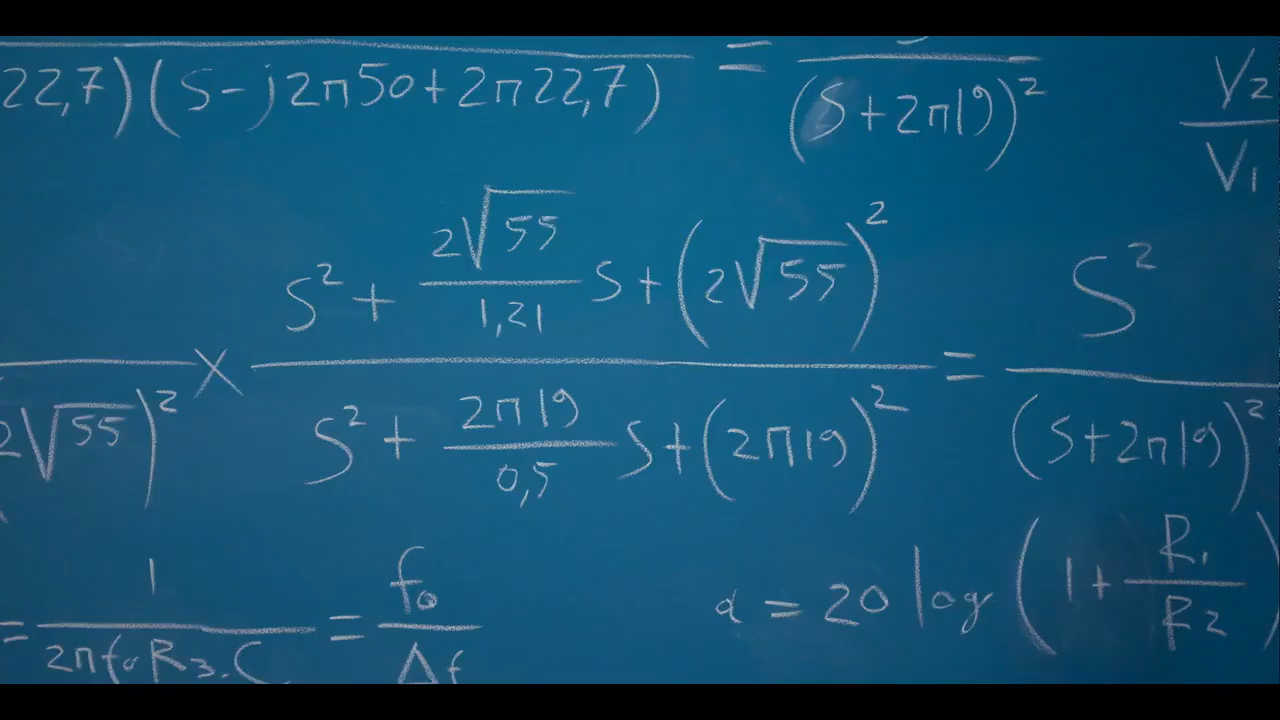 22,7)(S-j2π50+2π22,7) = (S+2π19)² V₂/V₁
S²+(2√55/1,21)S+(2√55)² S²
2√55)² × S²+(2π19/0,5)S+(2π19)² = (S+2π19)²
= 1/(2πf₀R₃.C) = f₀/Δf
a = 20 log (1+R₁/R₂)